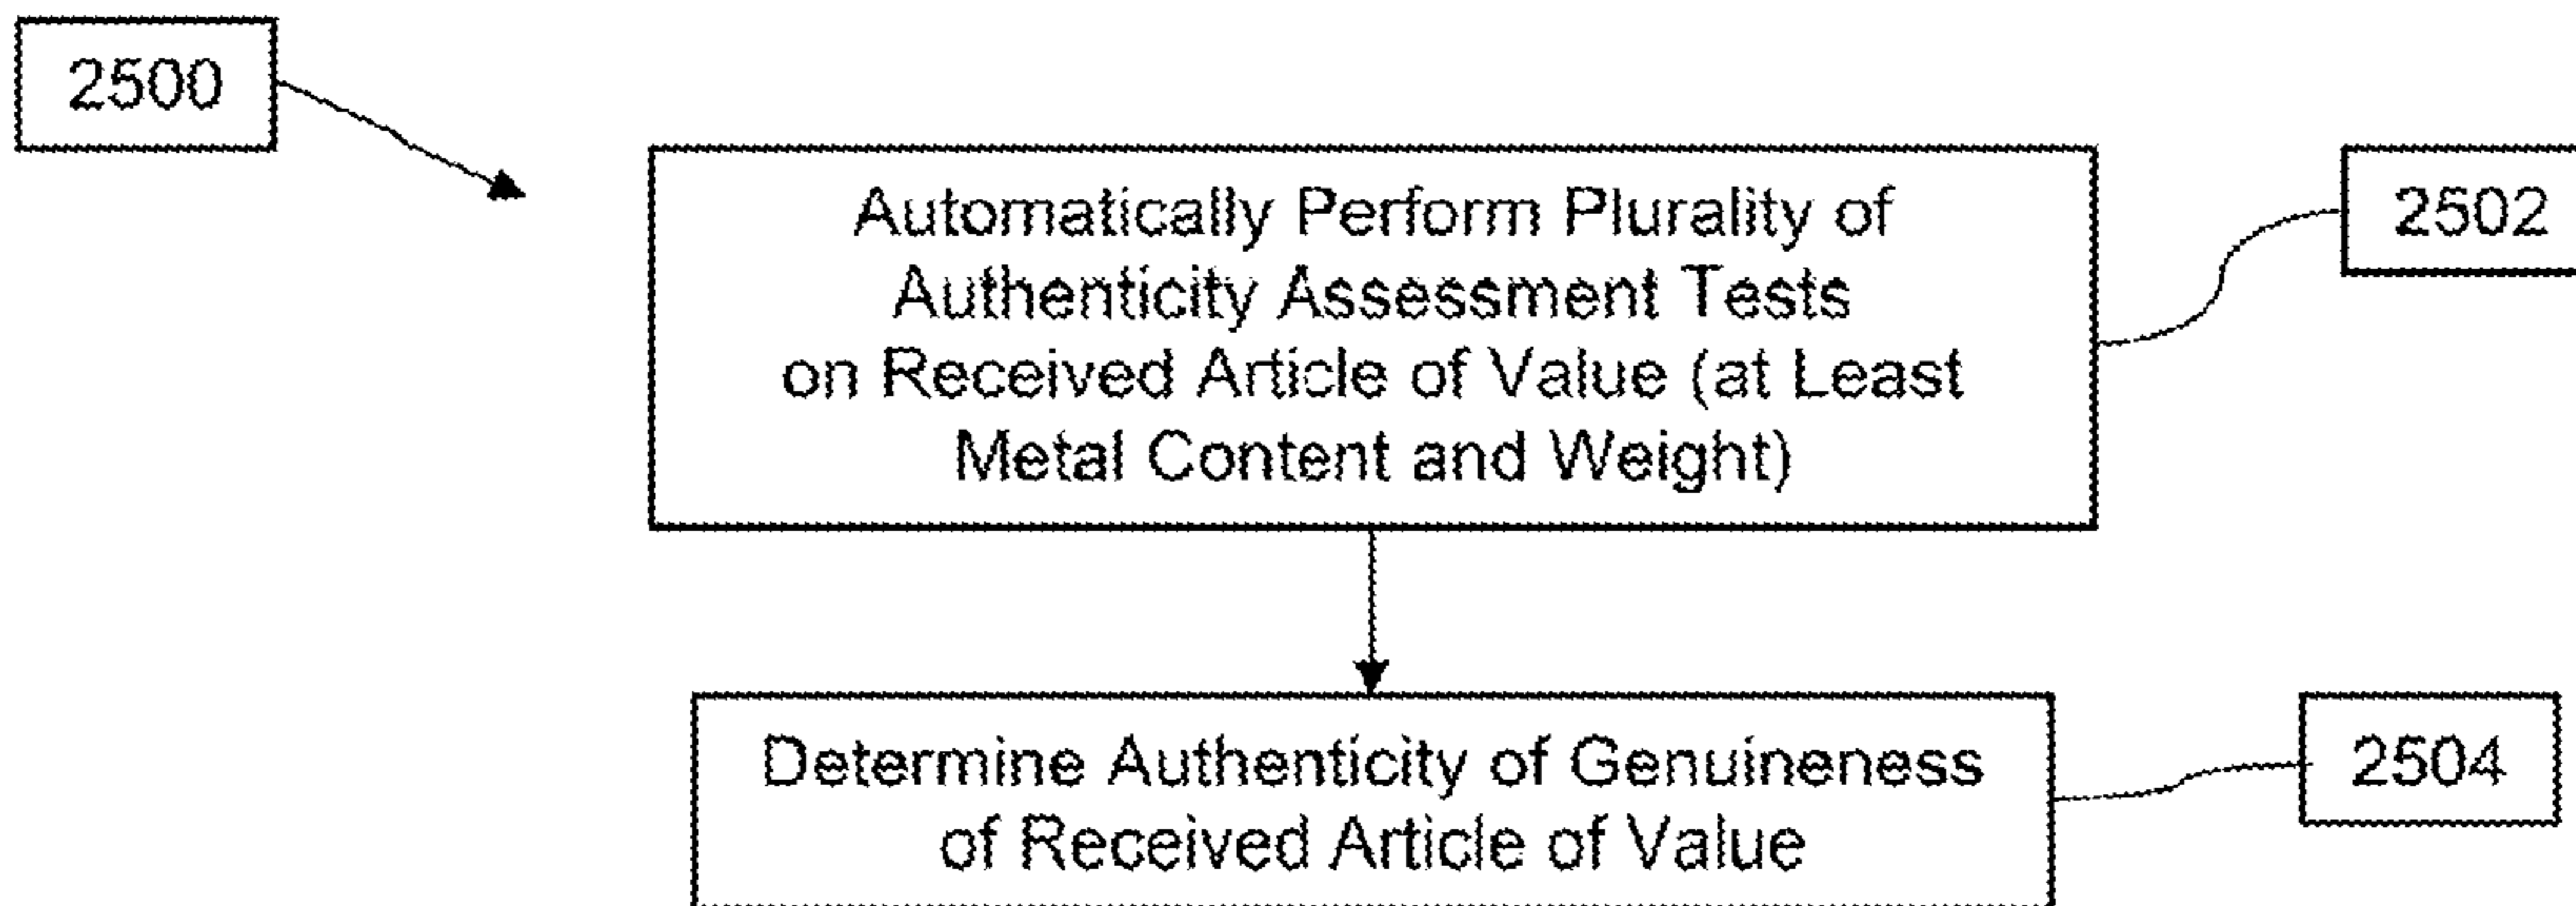 2500
Automatically Perform Plurality of
Authenticity Assessment Tests
on Received Article of Value (at Least
Metal Content and Weight)
2502
Determine Authenticity of Genuineness
of Received Article of Value
2504